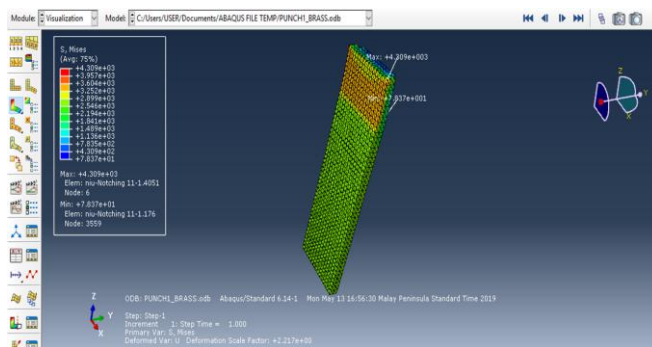 Module: Visualization Model: C:/Users/USER/Documents/ABAQUS FILE TEMP/PUNCH1_BRASS.odb
S, Mises
(Avg: 75%)
+4.309e+03
+3.957e+03
+3.604e+03
+3.252e+03
+2.899e+03
+2.546e+03
+2.194e+03
+1.841e+03
+1.489e+03
+1.136e+03
+7.835e+02
+4.309e+02
+7.837e+01
Max: +4.309e+03
Elem: niu-Notching 11-1.4051
Node: 6
Min: +7.837e+01
Elem: niu-Notching 11-1.176
Node: 3559
Max: +4.309e+003
Min: +7.837e+001
Z
Y
X
Z
Y
X
ODB: PUNCH1_BRASS.odb Abaqus/Standard 6.14-1 Mon May 13 16:56:30 Malay Peninsula Standard Time 2019
Step: Step-1
Increment 1: Step Time = 1.000
Primary Var: S, Mises
Deformed Var: U Deformation Scale Factor: +2.217e+00